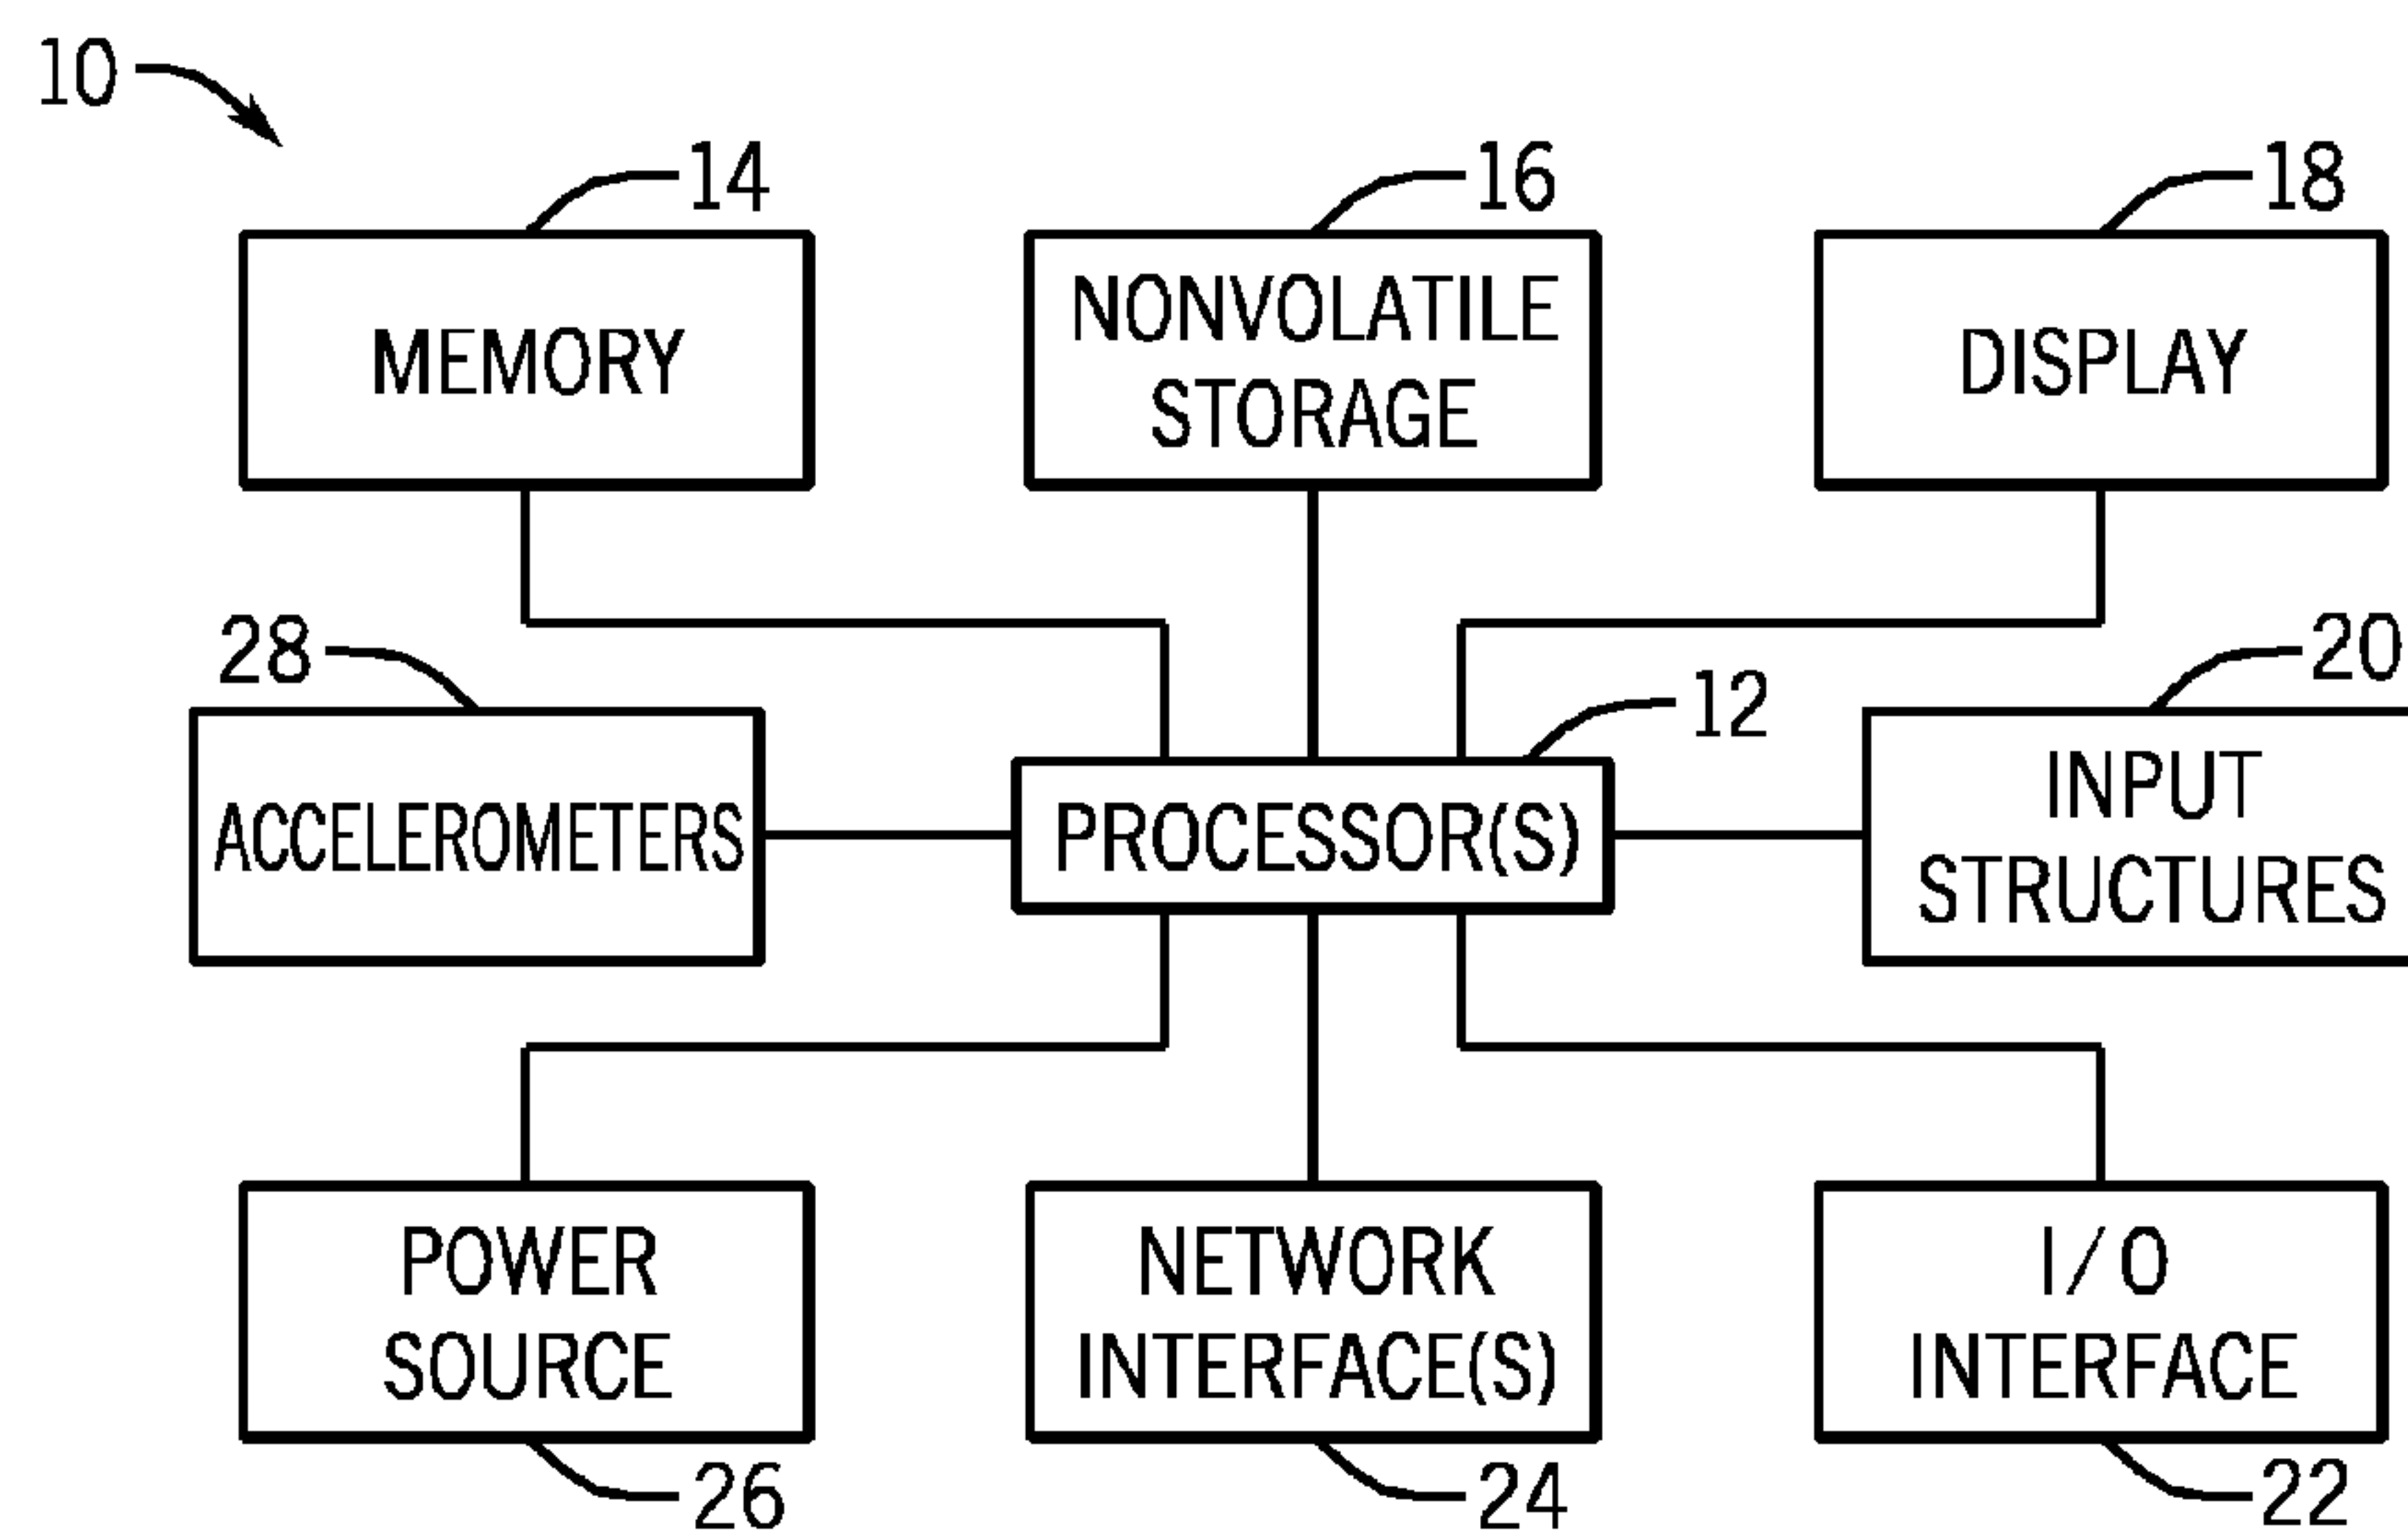 10
14
16
18
MEMORY
NONVOLATILE
STORAGE
DISPLAY
28
12
20
ACCELEROMETERS
PROCESSOR(S)
INPUT
STRUCTURES
POWER
SOURCE
NETWORK
INTERFACE(S)
I/O
INTERFACE
26
24
22